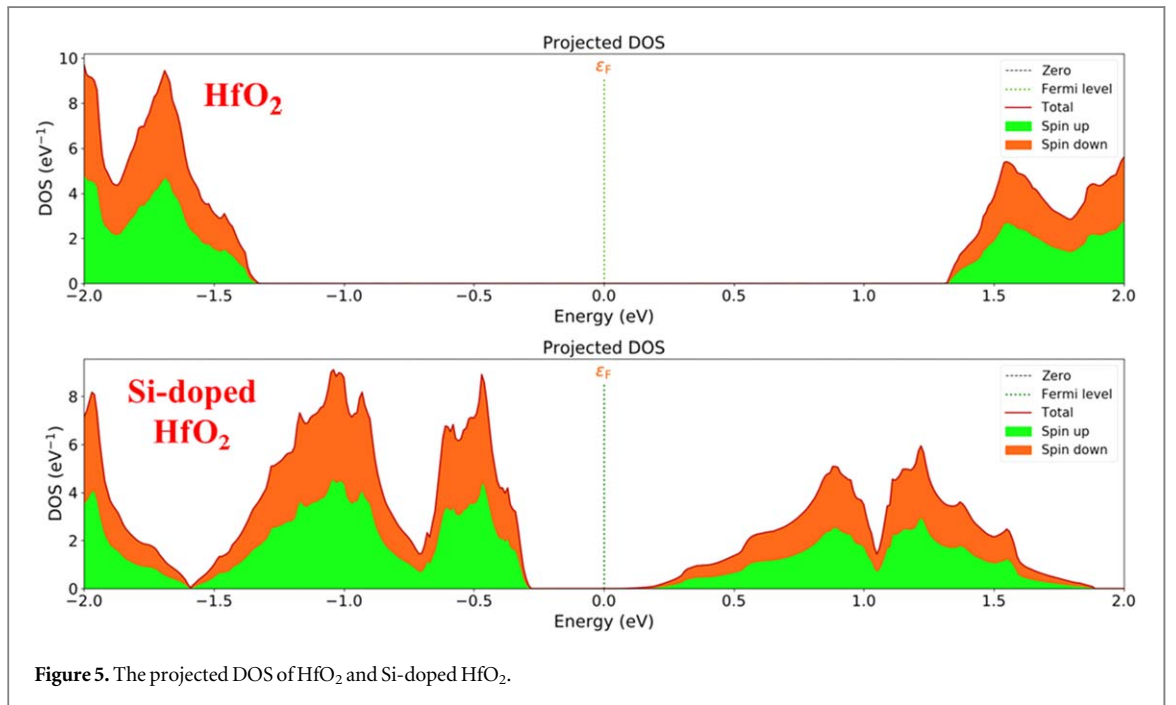 Projected DOS
εF
HfO2
Zero
Fermi level
Total
Spin up
Spin down
DOS (eV−1)
10
8
6
4
2
0
−2.0 −1.5 −1.0 −0.5 0.0 0.5 1.0 1.5 2.0
Energy (eV)
Projected DOS
εF
Si-doped
HfO2
Zero
Fermi level
Total
Spin up
Spin down
DOS (eV−1)
8
6
4
2
0
−2.0 −1.5 −1.0 −0.5 0.0 0.5 1.0 1.5 2.0
Energy (eV)
Figure 5. The projected DOS of HfO2 and Si-doped HfO2.